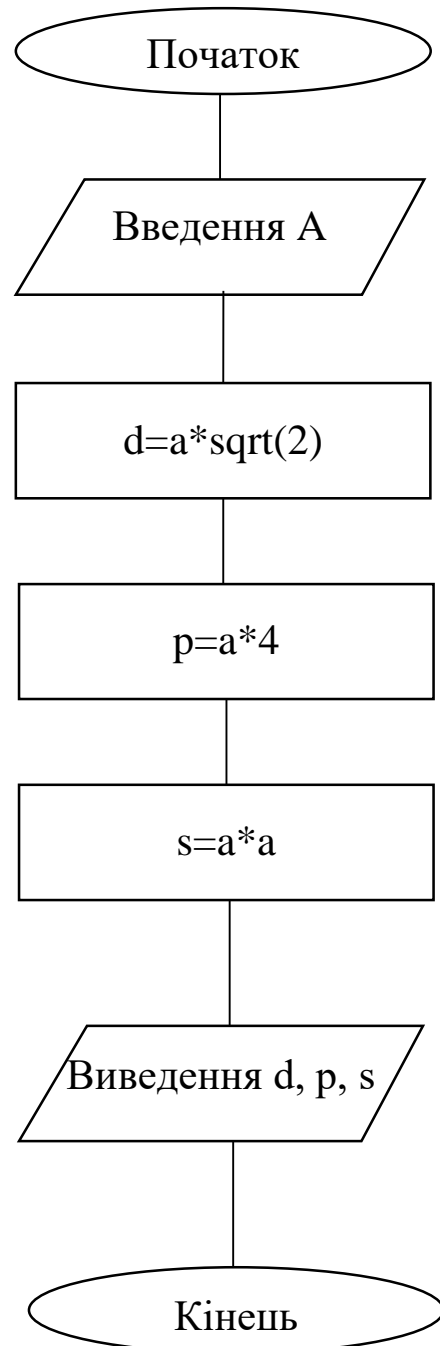 Початок
Введення A
d=a*sqrt(2)
p=a*4
s=a*a
Виведення d, p, s
Кінець